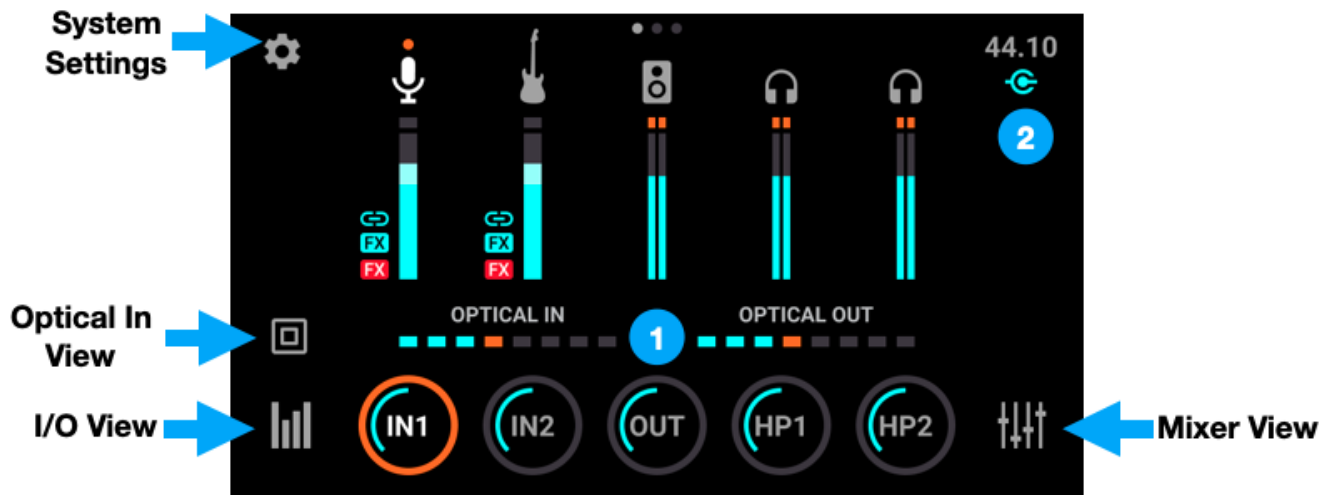 System
Settings
44.10
2
FX
FX
FX
FX
OPTICAL IN
1
OPTICAL OUT
Optical In
View
I/O View
IN1
IN2
OUT
HP1
HP2
Mixer View